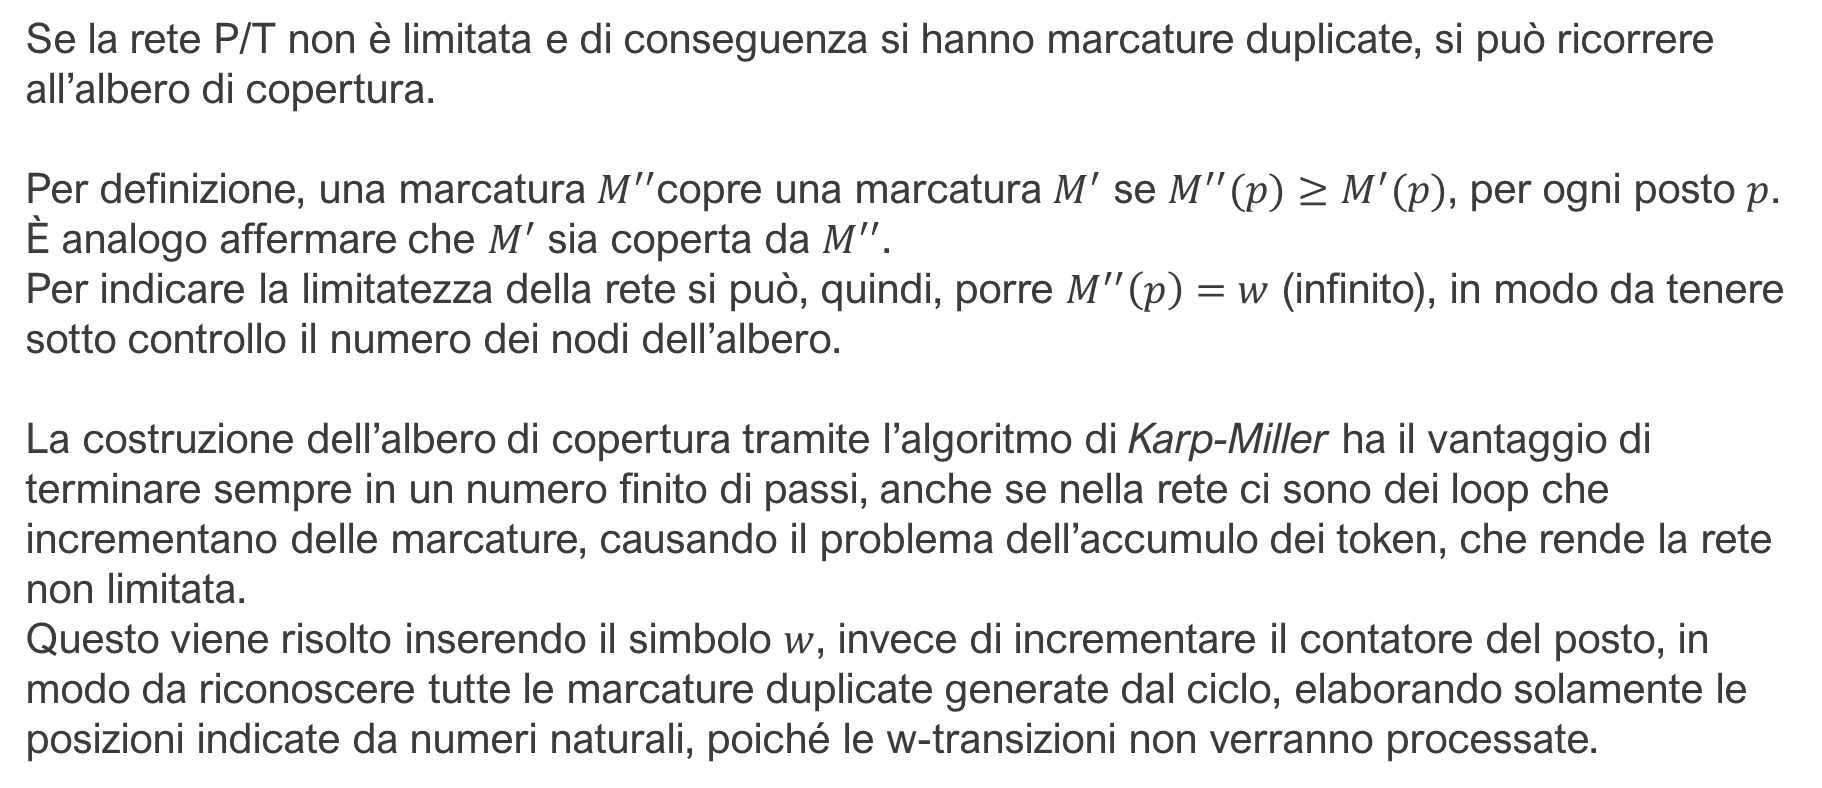 Se la rete P/T non è limitata e di conseguenza si hanno marcature duplicate, si può ricorrere
all’albero di copertura.
Per definizione, una marcatura M′′copre una marcatura M′ se M′′(p) ≥ M′(p), per ogni posto p.
È analogo affermare che M′ sia coperta da M′′.
Per indicare la limitatezza della rete si può, quindi, porre M′′(p) = w (infinito), in modo da tenere
sotto controllo il numero dei nodi dell’albero.
La costruzione dell’albero di copertura tramite l’algoritmo di Karp-Miller ha il vantaggio di
terminare sempre in un numero finito di passi, anche se nella rete ci sono dei loop che
incrementano delle marcature, causando il problema dell’accumulo dei token, che rende la rete
non limitata.
Questo viene risolto inserendo il simbolo w, invece di incrementare il contatore del posto, in
modo da riconoscere tutte le marcature duplicate generate dal ciclo, elaborando solamente le
posizioni indicate da numeri naturali, poiché le w-transizioni non verranno processate.